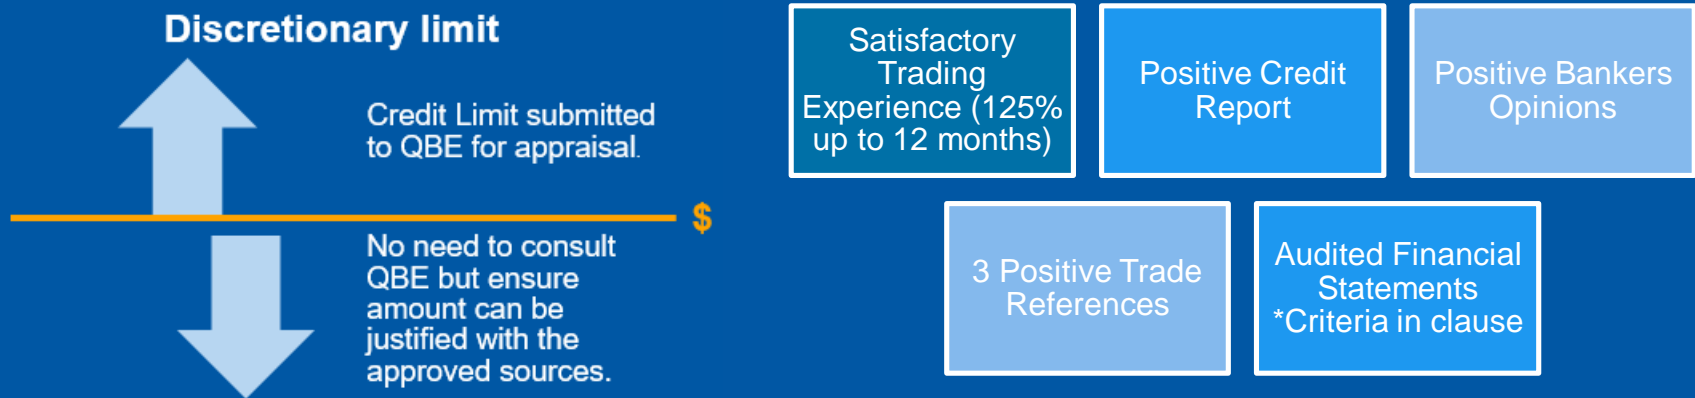 Discretionary limit
Credit Limit submitted
to QBE for appraisal.
$
No need to consult
QBE but ensure
amount can be
justified with the
approved sources.
Satisfactory
Trading
Experience (125%
up to 12 months)
Positive Credit
Report
Positive Bankers
Opinions
3 Positive Trade
References
Audited Financial
Statements
*Criteria in clause